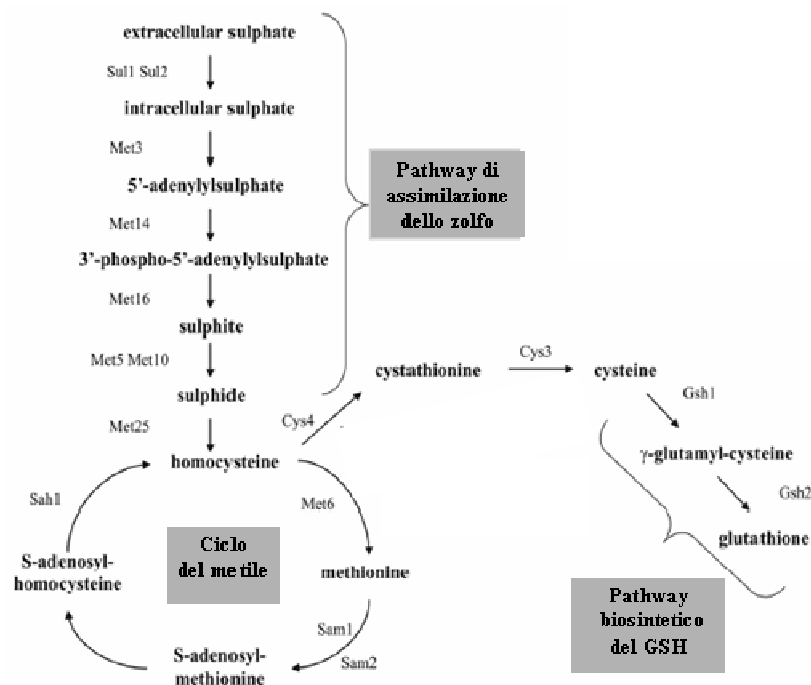 extracellular sulphate
Sul1 Sul2
intracellular sulphate
Met3
5'-adenylylsulphate
Met14
3'-phospho-5'-adenylylsulphate
Met16
sulphite
Met5 Met10
sulphide
Met25
homocysteine
Pathway di
assimilazione
dello zolfo
Cys4
cystathionine
Cys3
cysteine
Gsh1
γ-glutamyl-cysteine
Gsh2
glutathione
Pathway
biosintetico
del GSH
Sah1
Met6
Ciclo
del metile
S-adenosyl-
homocysteine
methionine
Sam1
Sam2
S-adenosyl-
methionine